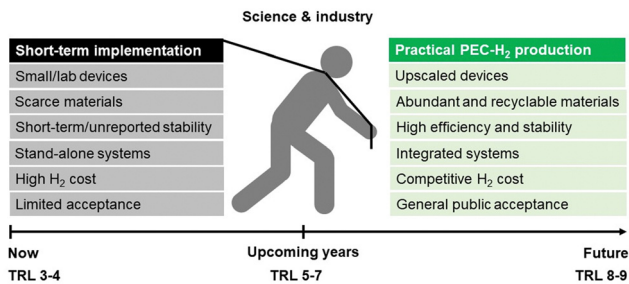 Science & industry
Short-term implementation
Small/lab devices
Scarce materials
Short-term/unreported stability
Stand-alone systems
High H₂ cost
Limited acceptance
Practical PEC-H₂ production
Upscaled devices
Abundant and recyclable materials
High efficiency and stability
Integrated systems
Competitive H₂ cost
General public acceptance
Now
TRL 3-4
Upcoming years
TRL 5-7
Future
TRL 8-9